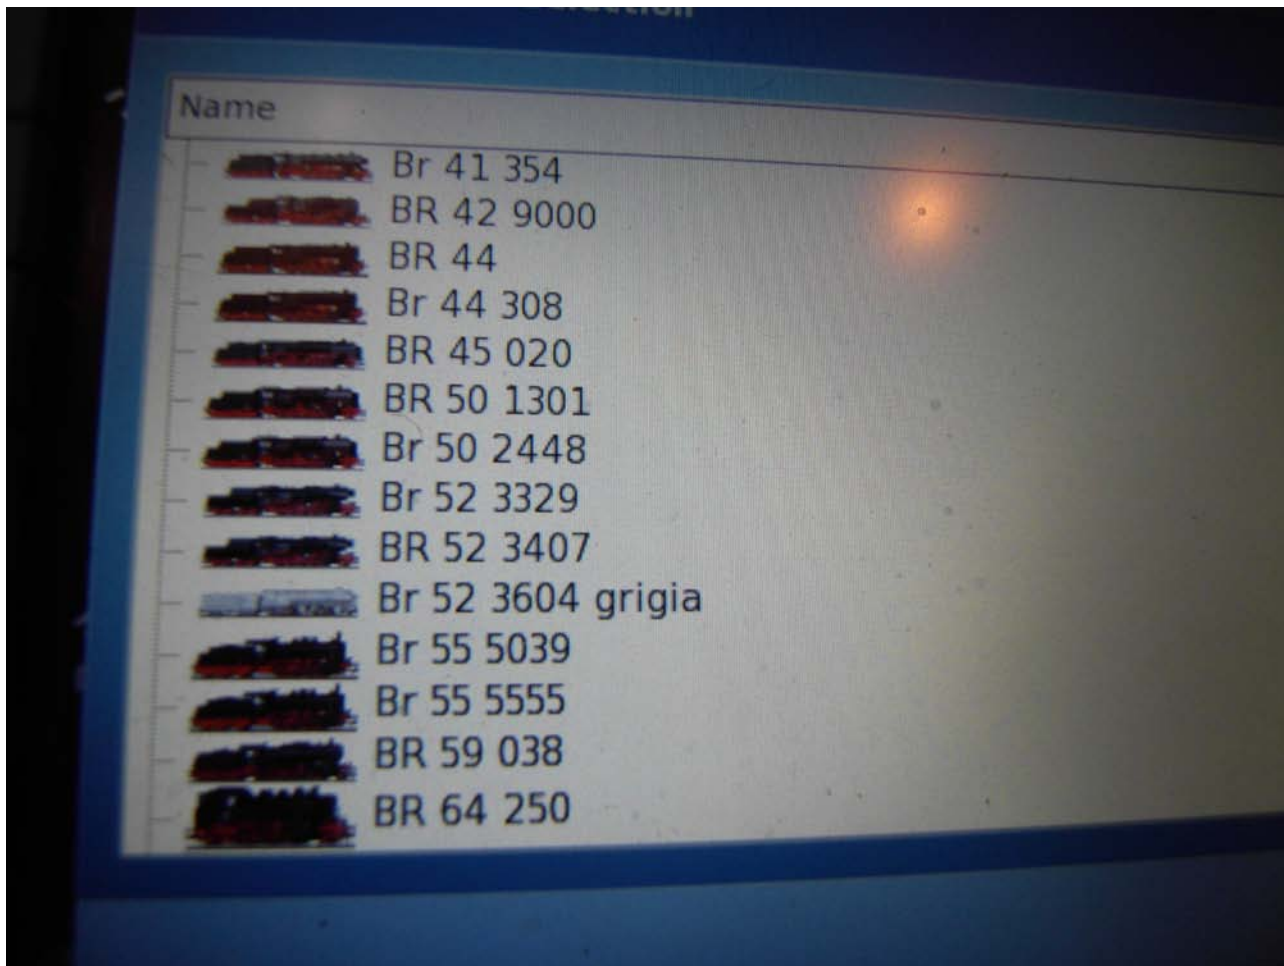 Name
Br 41 354
BR 42 9000
BR 44
Br 44 308
BR 45 020
BR 50 1301
Br 50 2448
Br 52 3329
BR 52 3407
Br 52 3604 grigia
Br 55 5039
Br 55 5555
BR 59 038
BR 64 250